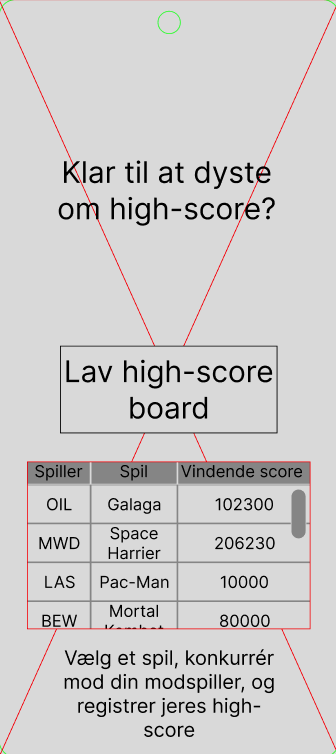 Klar til at dyste
om high-score?
Lav high-score
board
Spiller Spil Vindende score
OIL Galaga 102300
MWD Space Harrier 206230
LAS Pac-Man 10000
BEW Mortal Kombat 80000
Vælg et spil, konkurrér
mod din modspiller, og
registrer jeres high-
score